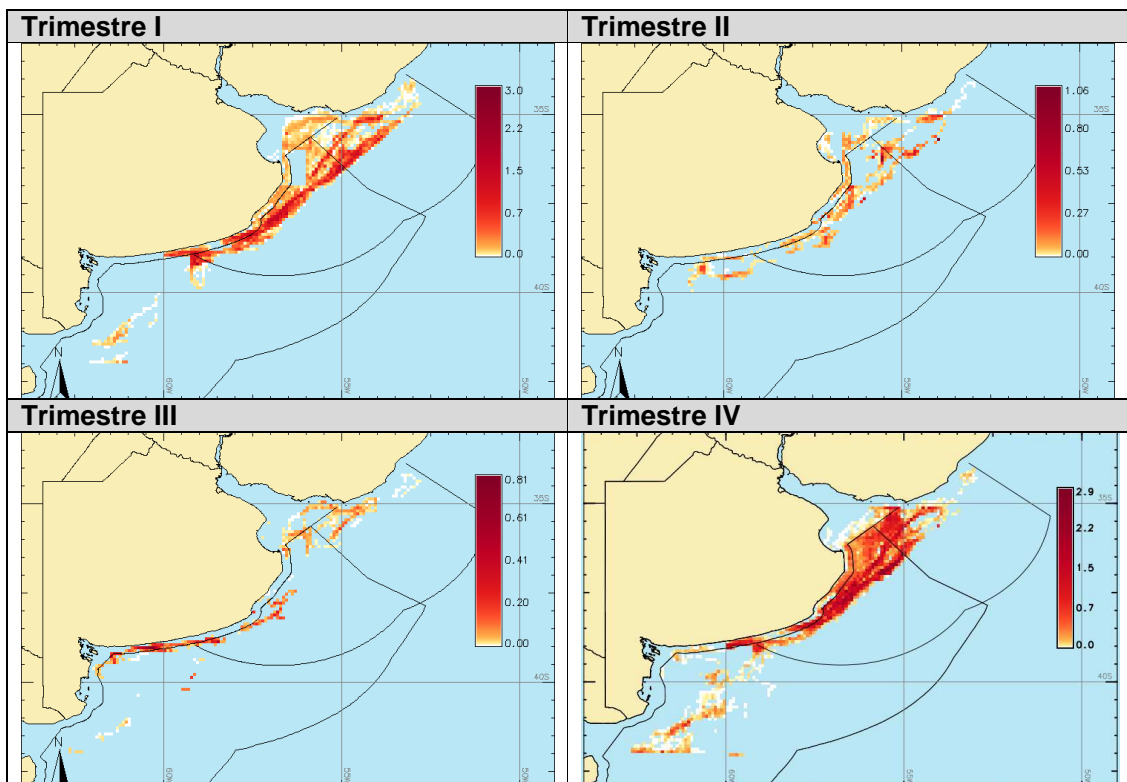 Trimestre I
Trimestre II
3.0
2.2
1.5
0.7
0.0
35S
40S
N
60W
55W
50W
1.06
0.80
0.53
0.27
0.00
35S
40S
N
60W
55W
50W
Trimestre III
Trimestre IV
0.81
0.61
0.41
0.20
0.00
35S
40S
N
60W
55W
50W
2.9
2.2
1.5
0.7
0.0
35S
40S
60W
55W
50W